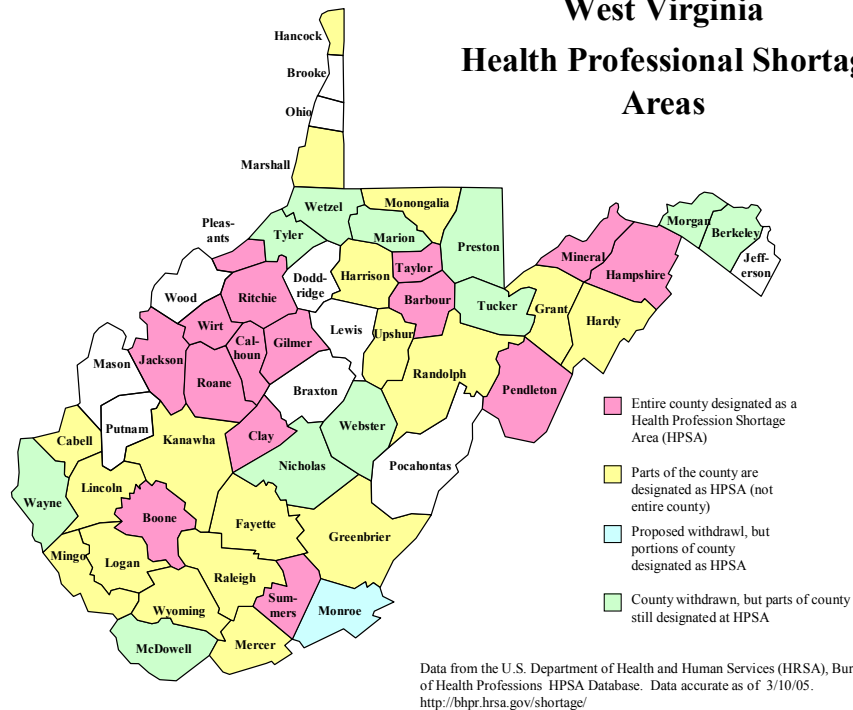 West Virginia
Health Professional Shortag
Areas
Hancock
Brooke
Ohio
Marshall
Wetzel
Monongalia
Morgan
Berkeley
Pleas-
ants
Tyler
Marion
Preston
Jeff-
erson
Mineral
Hampshire
Taylor
Harrison
Dodd-
ridge
Wood
Ritchie
Barbour
Tucker
Grant
Hardy
Wirt
Cal-
houn
Gilmer
Lewis
Upshur
Mason
Jackson
Roane
Randolph
Pendleton
Braxton
Putnam
Cabell
Kanawha
Clay
Webster
Nicholas
Pocahontas
Wayne
Lincoln
Boone
Fayette
Greenbrier
Mingo
Logan
Raleigh
Sum-
mers
Monroe
Wyoming
McDowell
Mercer
Entire county designated as a
Health Profession Shortage
Area (HPSA)
Parts of the county are
designated as HPSA (not
entire county)
Proposed withdrawl, but
portions of county
designated as HPSA
County withdrawn, but parts of county
still designated at HPSA
Data from the U.S. Department of Health and Human Services (HRSA), Bur
of Health Professions HPSA Database. Data accurate as of 3/10/05.
http://bhpr.hrsa.gov/shortage/